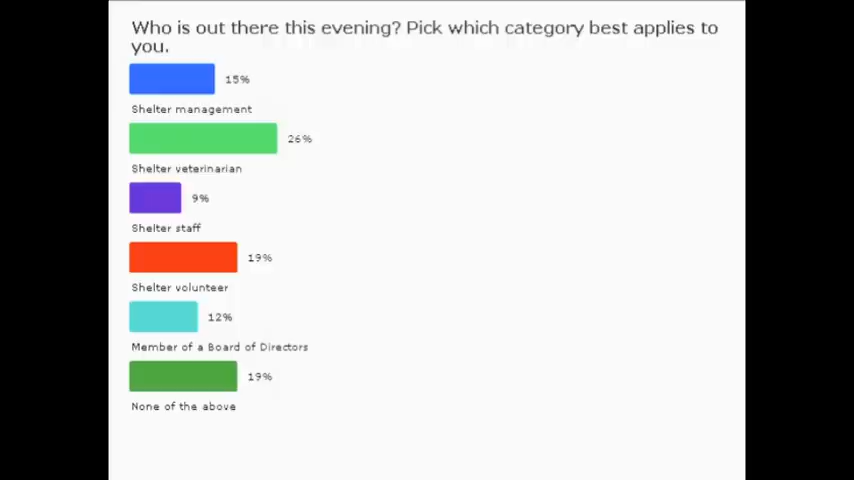 Who is out there this evening? Pick which category best applies to
you.
15%
Shelter management
26%
Shelter veterinarian
9%
Shelter staff
19%
Shelter volunteer
12%
Member of a Board of Directors
19%
None of the above